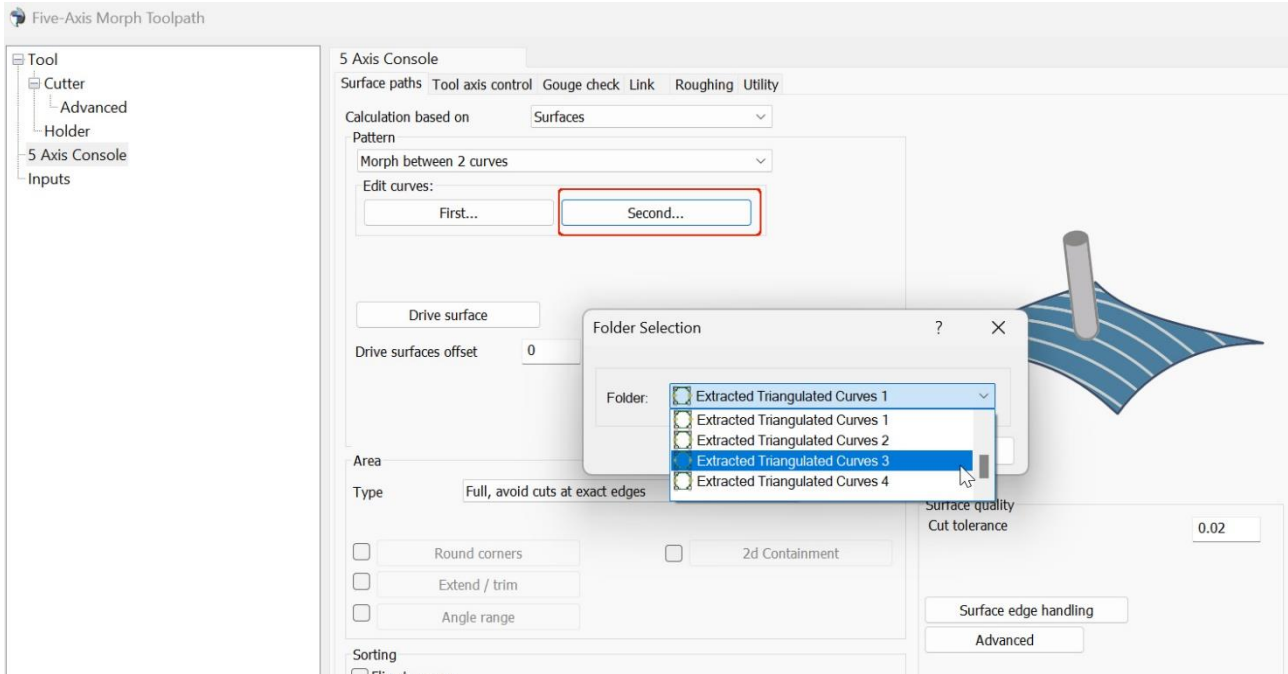 Five-Axis Morph Toolpath
Tool
Cutter
Advanced
Holder
5 Axis Console
Inputs
5 Axis Console
Surface paths Tool axis control Gouge check Link Roughing Utility
Calculation based on Surfaces
Pattern
Morph between 2 curves
Edit curves:
First... Second...
Drive surface
Drive surfaces offset 0
Folder Selection ?
Folder: Extracted Triangulated Curves 1
Extracted Triangulated Curves 1
Extracted Triangulated Curves 2
Extracted Triangulated Curves 3
Extracted Triangulated Curves 4
Area
Type Full, avoid cuts at exact edges
Round corners 2d Containment
Extend / trim
Angle range
Sorting
Surface quality
Cut tolerance 0.02
Surface edge handling
Advanced